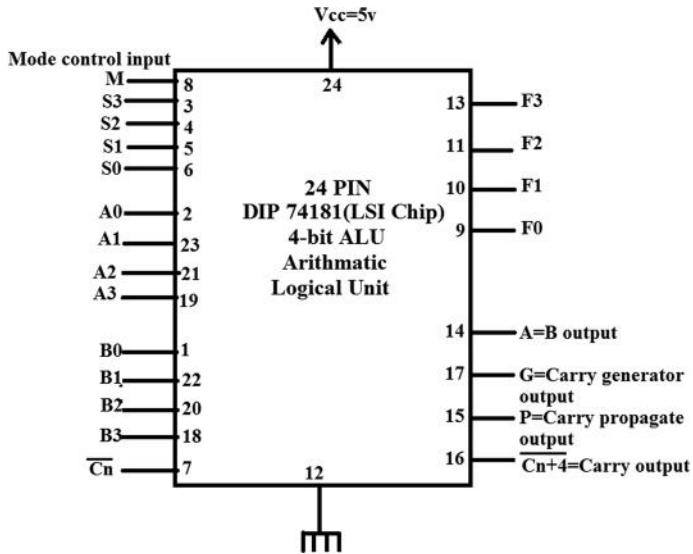 Vcc=5v
Mode control input
M
8
S3
3
S2
4
S1
5
S0
6
A0
2
A1
23
A2
21
A3
19
B0
1
B1
22
B2
20
B3
18
C̅n̅
7
24
24 PIN
DIP 74181(LSI Chip)
4-bit ALU
Arithmatic
Logical Unit
12
13
F3
11
F2
10
F1
9
F0
14
A=B output
17
G=Carry generator
output
15
P=Carry propagate
output
16
C̅n̅+̅4̅=Carry output